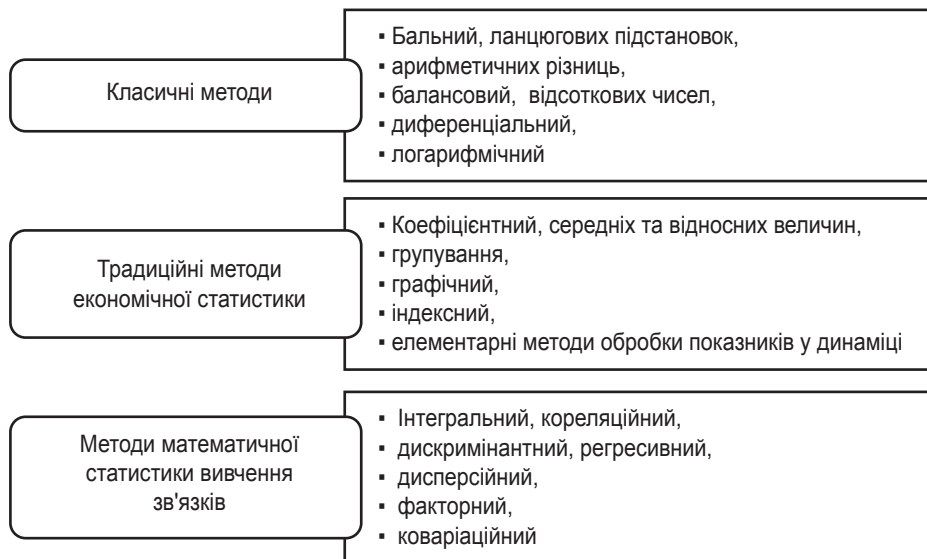 Класичні методи
▪ Бальний, ланцюгових підстановок,
▪ арифметичних різниць,
▪ балансовий, відсоткових чисел,
▪ диференціальний,
▪ логарифмічний
Традиційні методи
економічної статистики
▪ Коефіцієнтний, середніх та відносних величин,
▪ групування,
▪ графічний,
▪ індексний,
▪ елементарні методи обробки показників у динаміці
Методи математичної
статистики вивчення
зв'язків
▪ Інтегральний, кореляційний,
▪ дискримінантний, регресивний,
▪ дисперсійний,
▪ факторний,
▪ коваріаційний